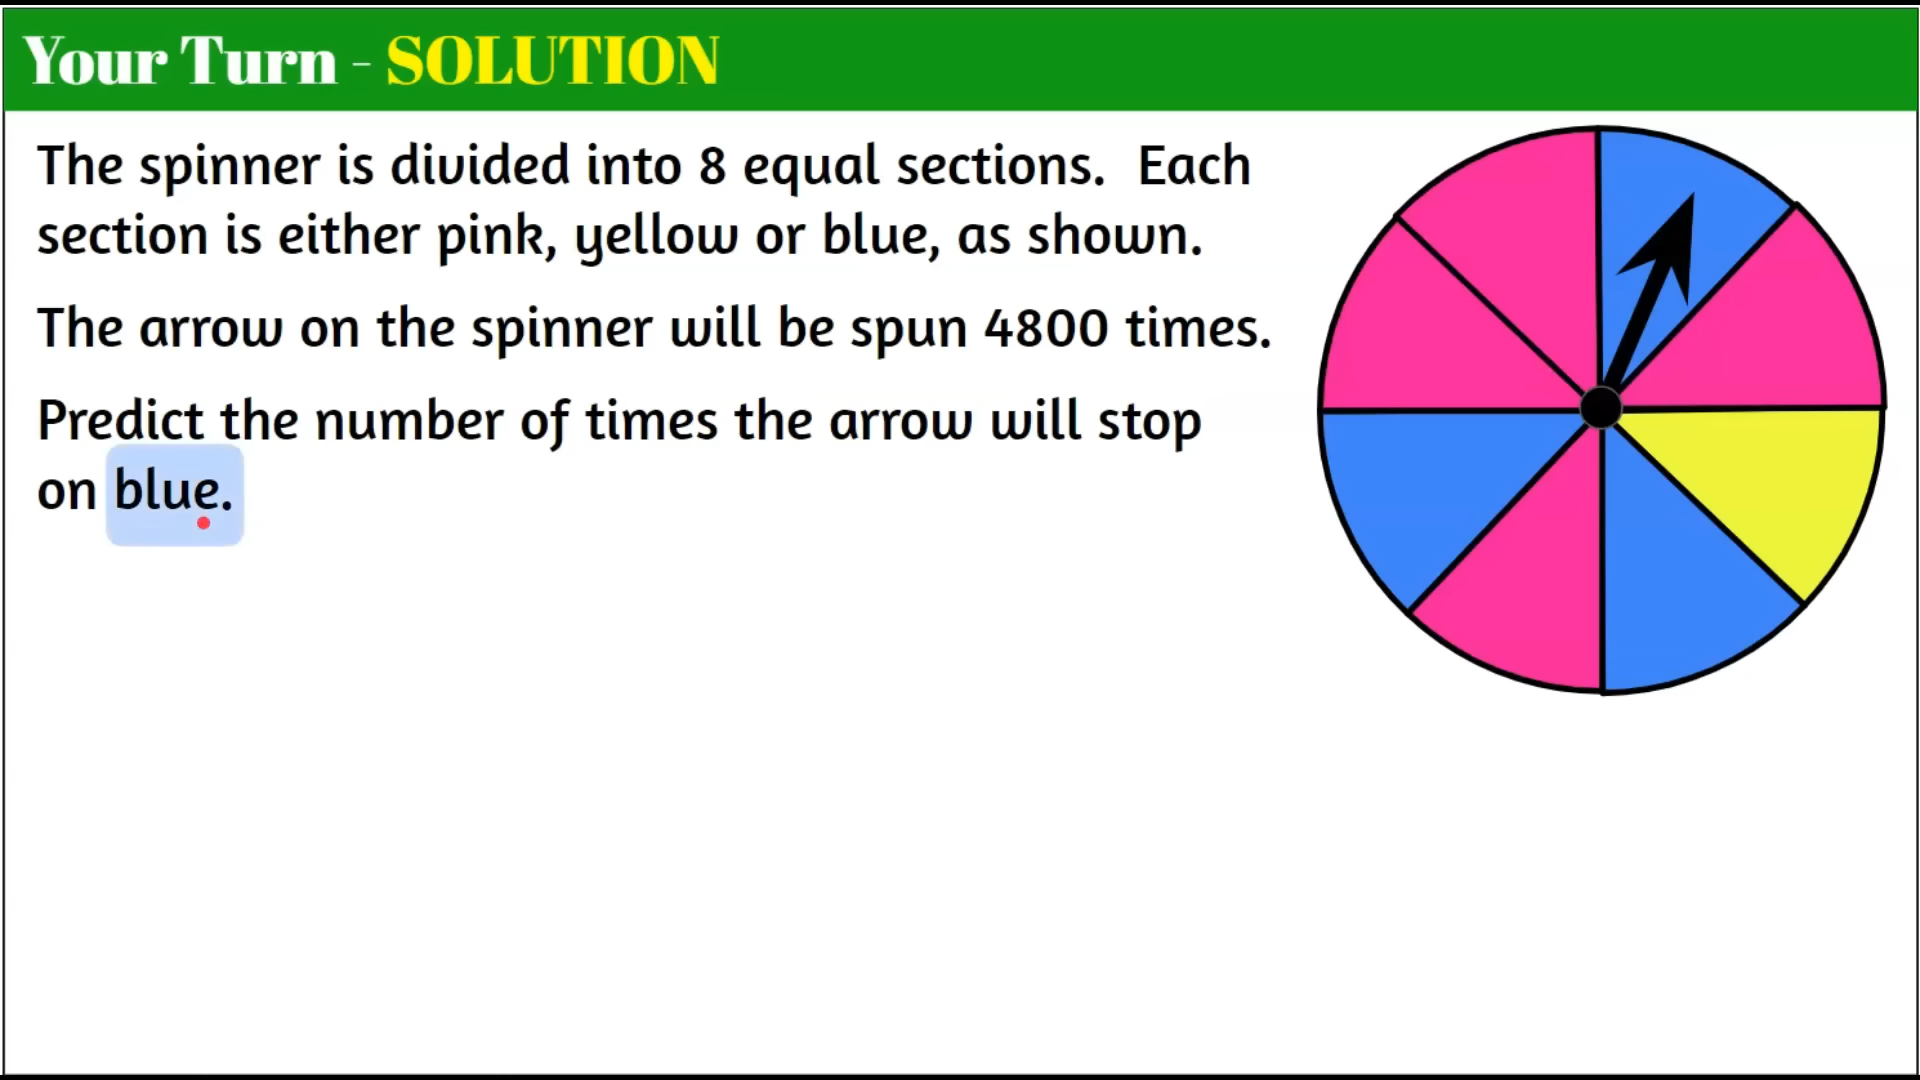 Your Turn - SOLUTION
The spinner is divided into 8 equal sections. Each
section is either pink, yellow or blue, as shown.
The arrow on the spinner will be spun 4800 times.
Predict the number of times the arrow will stop
on blue.